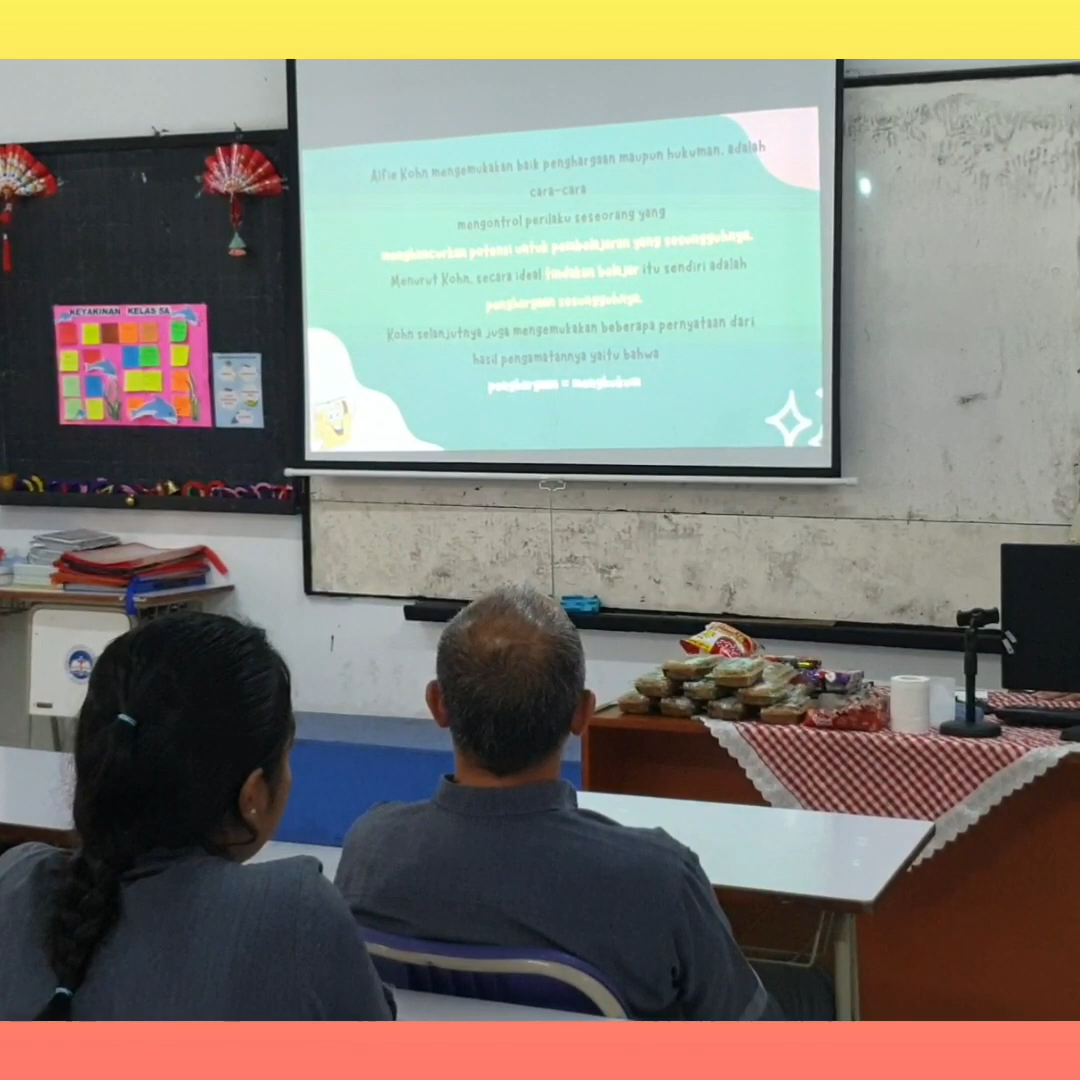 Alfie Kohn mengemukakan baik penghargaan maupun hukuman, adalah
cara-cara
mengontrol perilaku seseorang yang
menghancurkan potensi untuk pembelajaran yang sesungguhnya.
Menurut Kohn, secara ideal tindakan belajar itu sendiri adalah
penghargaan sesungguhnya.
Kohn selanjutnya juga mengemukakan beberapa pernyataan dari
hasil pengamatannya yaitu bahwa
penghargaan = menghukum
KEYAKINAN KELAS 5A